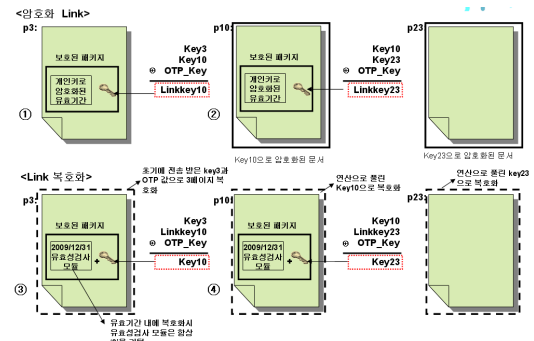 <암호화 Link>
p3:
보호된 패키지
개인키로
암호화된
유효기간
①
Key3
Key10
⊙ OTP_Key
Linkkey10
p10:
보호된 패키지
개인키로
암호화된
유효기간
②
Key10으로 암호화된 문서
Key10
Key23
⊙ OTP_Key
Linkkey23
p23
Key23으로 암호화된 문서
<Link 복호화>
초기에 전송 받은 key3과
OTP 값으로 3페이지 복
호화
p3:
보호된 패키지
2009/12/31
유효성검사
모듈
+
③
유효기간 내에 복호화시
유효성검사 모듈은 항상
Key3
Linkey10
⊙ OTP_Key
Key10
연산으로 풀린
Key10으로 복호화
p10:
보호된 패키지
2009/12/31
유효성검사
모듈
+
④
Key10
Linkey23
⊙ OTP_Key
Key23
연산으로 풀린 key23
으로 복호화
p23: